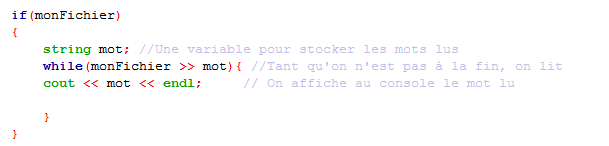 if(monFichier)
{
string mot; //Une variable pour stocker les mots lus
while(monFichier >> mot){ //Tant qu'on n'est pas à la fin, on lit
cout << mot << endl; // On affiche au console le mot lu
}
}